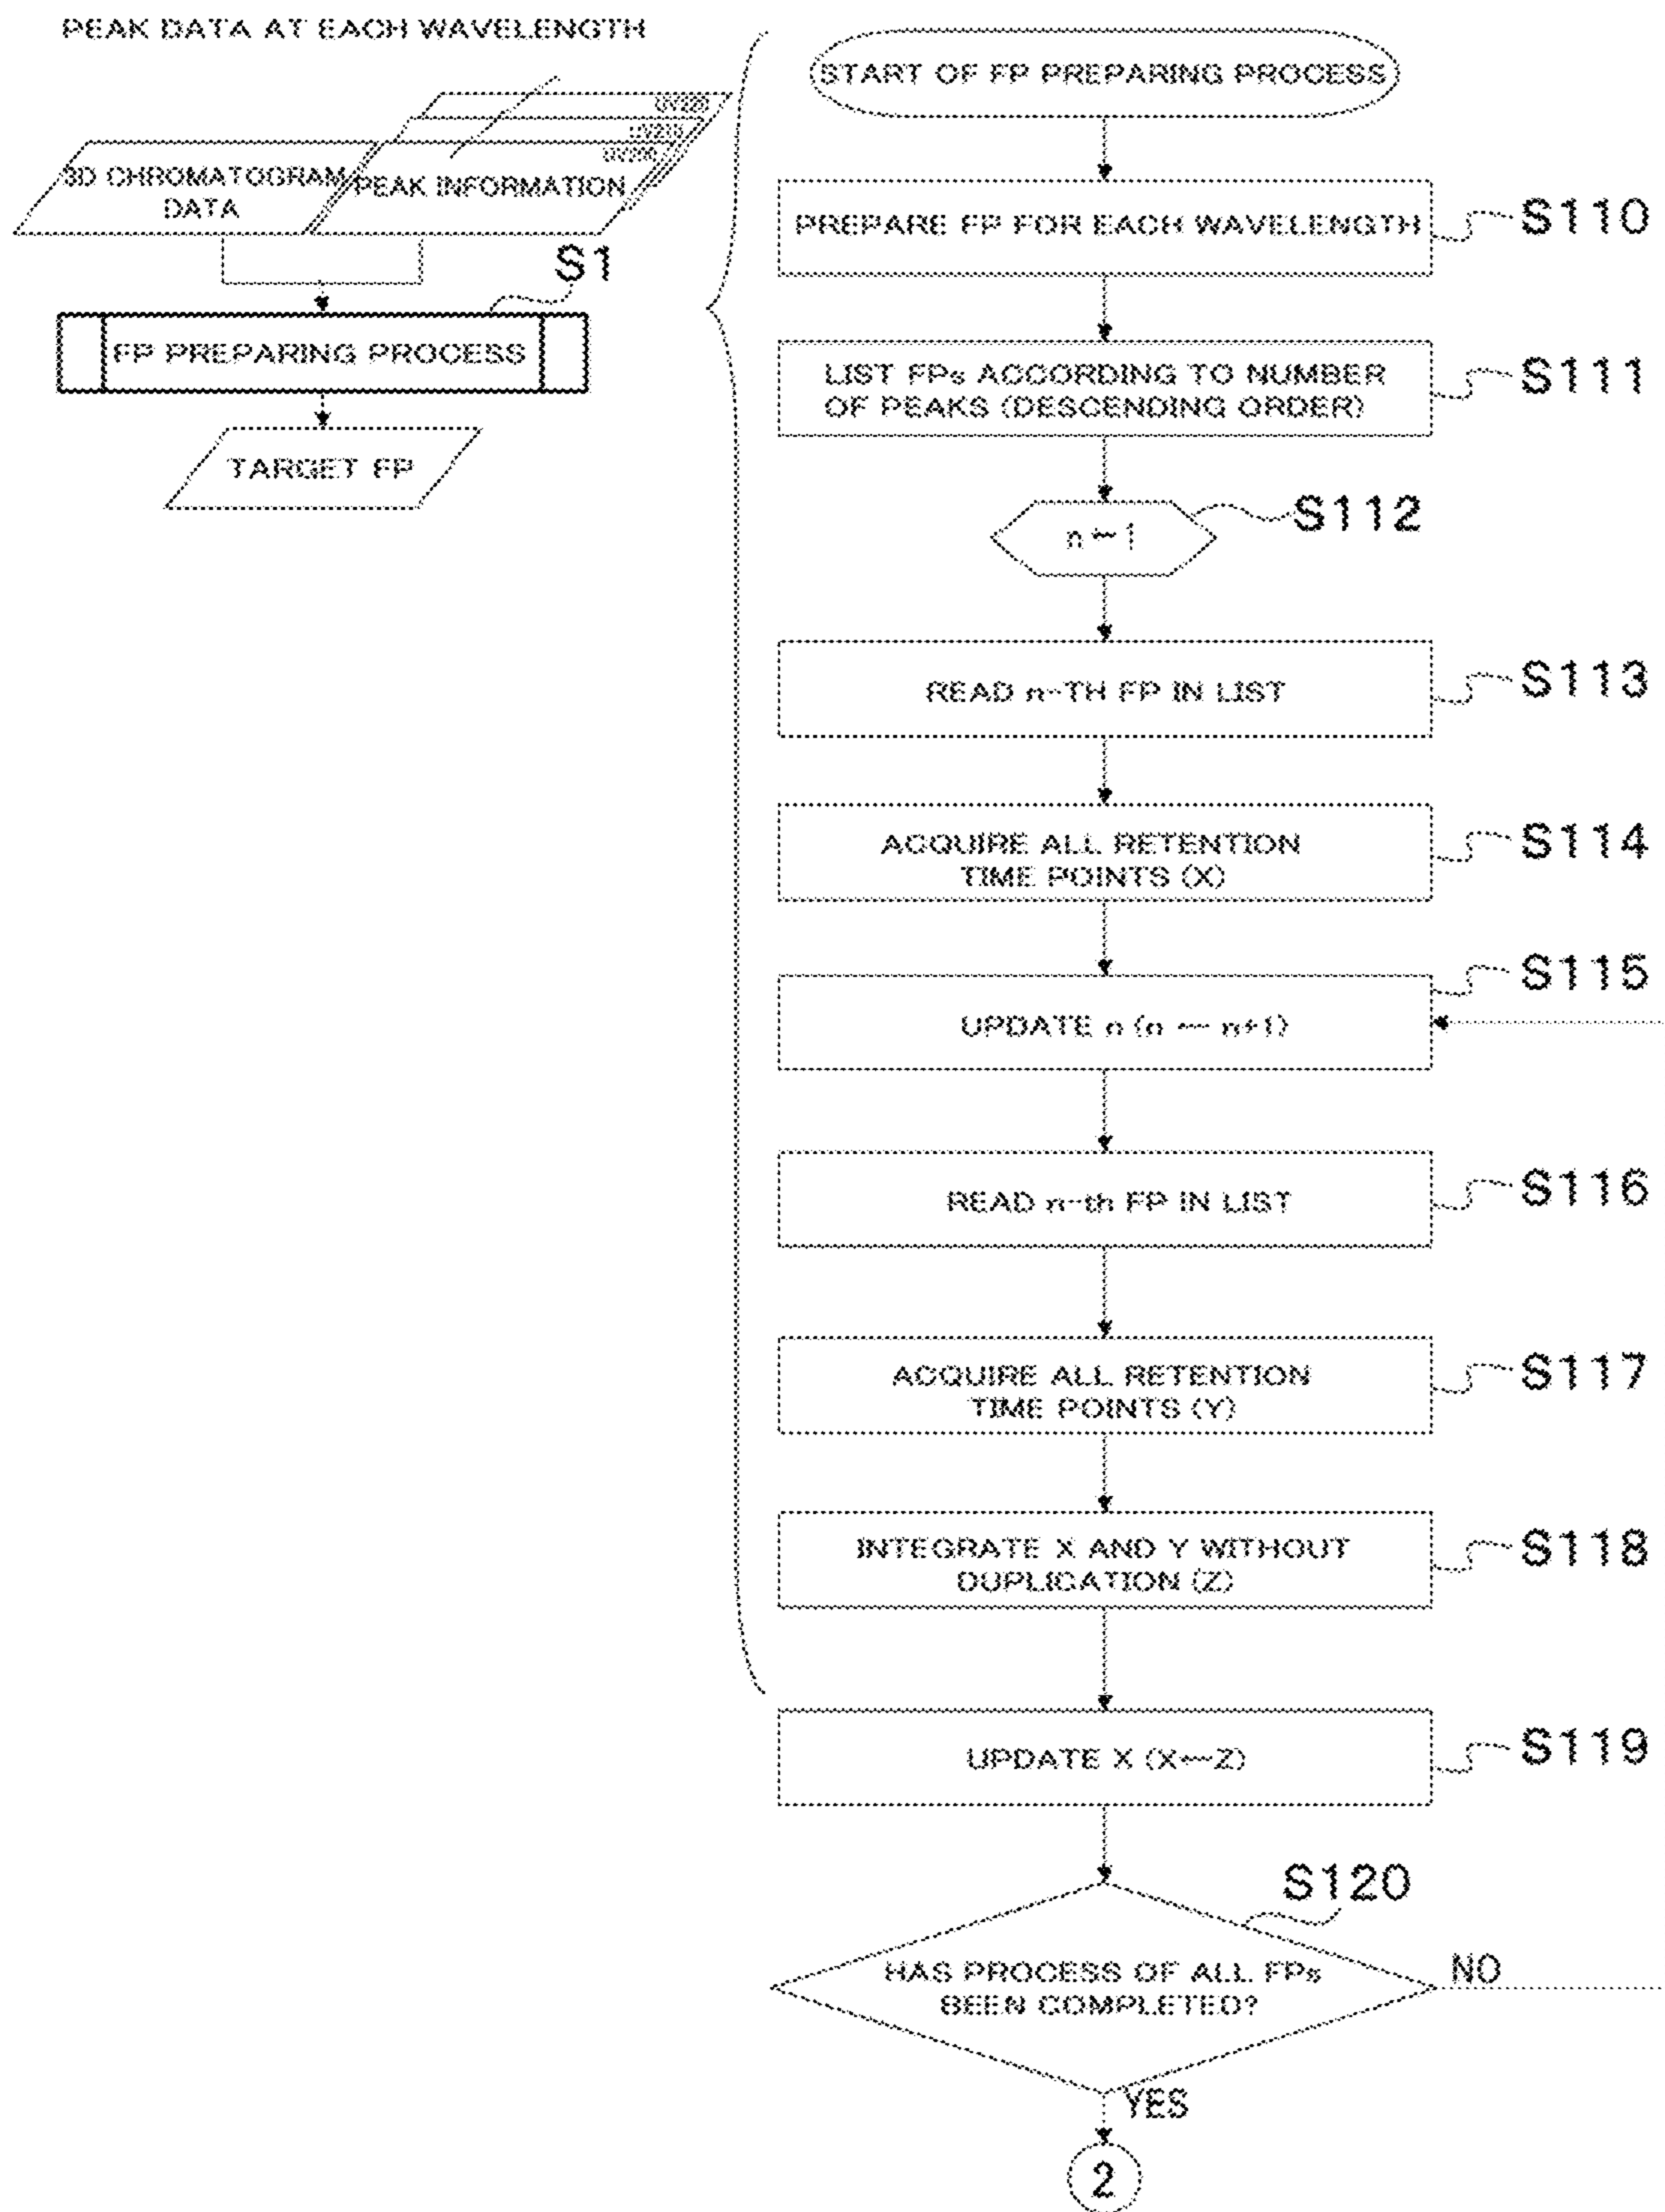 PEAK DATA AT EACH WAVELENGTH
3D CHROMATOGRAM
DATA
PEAK INFORMATION
S1
FP PREPARING PROCESS
TARGET FP
START OF FP PREPARING PROCESS
PREPARE FP FOR EACH WAVELENGTH
S110
LIST FPs ACCORDING TO NUMBER
OF PEAKS (DESCENDING ORDER)
S111
n ← 1
S112
READ n-TH FP IN LIST
S113
ACQUIRE ALL RETENTION
TIME POINTS (X)
S114
UPDATE n (n ← n+1)
S115
READ n-th FP IN LIST
S116
ACQUIRE ALL RETENTION
TIME POINTS (Y)
S117
INTEGRATE X AND Y WITHOUT
DUPLICATION (Z)
S118
UPDATE X (X←Z)
S119
S120
HAS PROCESS OF ALL FPs
BEEN COMPLETED?
NO
YES
2